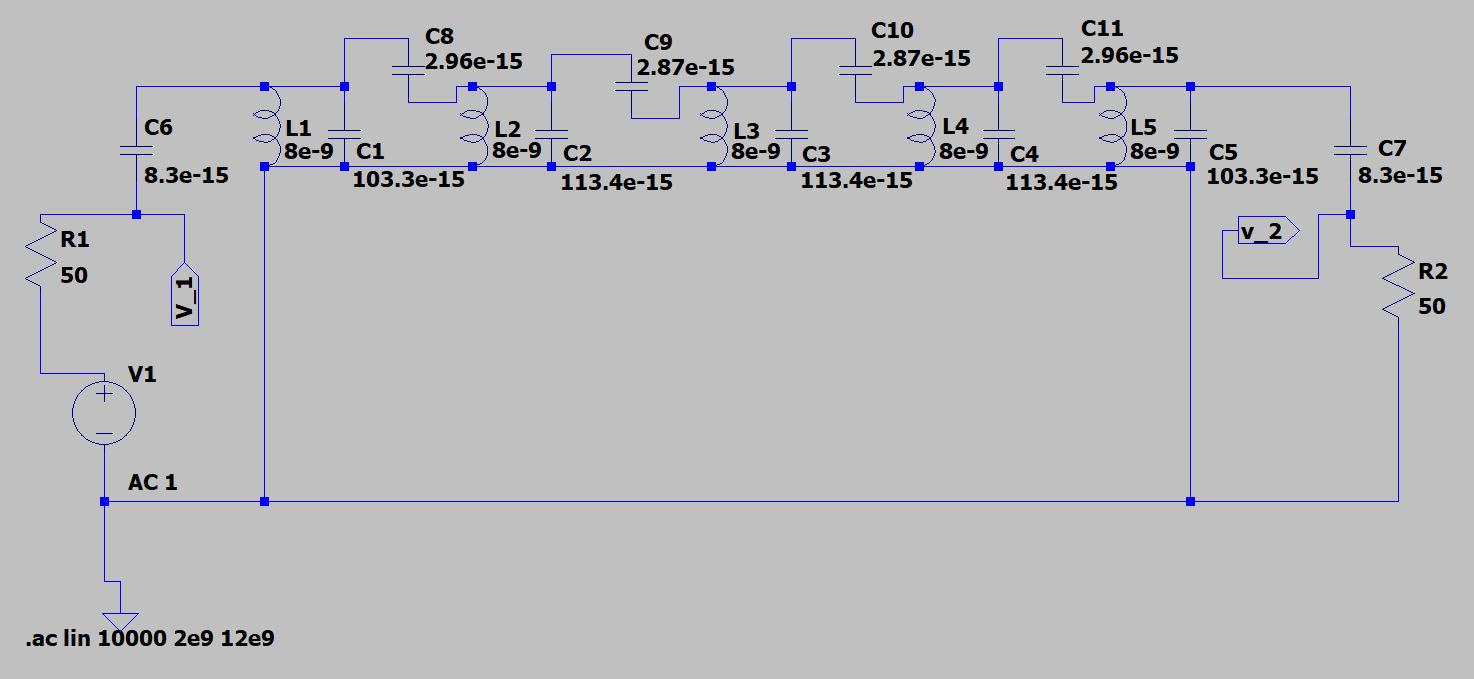 C8
2.96e-15
C9
2.87e-15
C10
2.87e-15
C11
2.96e-15
C6
8.3e-15
L1
8e-9
C1
103.3e-15
L2
8e-9
C2
113.4e-15
L3
8e-9
C3
113.4e-15
L4
8e-9
C4
113.4e-15
L5
8e-9
C5
103.3e-15
C7
8.3e-15
R1
50
V_1
v_2
R2
50
V1
AC 1
.ac lin 10000 2e9 12e9